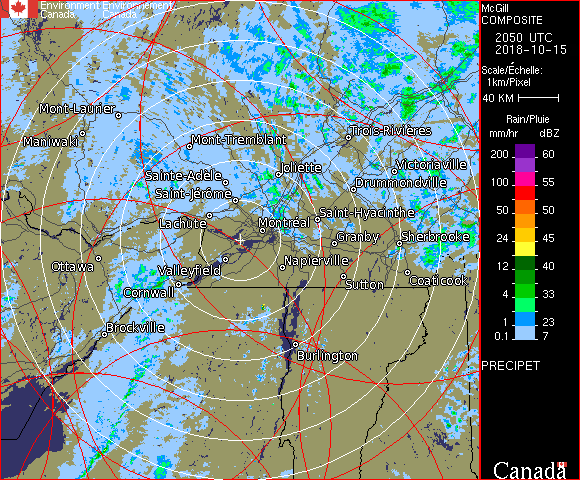 Environment Environnement
Canada Canada
McGill
COMPOSITE
2050 UTC
2018-10-15
Scale/Échelle:
1km/Pixel
40 KM
Rain/Pluie
mm/hr dBZ
200 60
100 55
50 50
24 45
12 40
4 33
1 23
0.1 7
PRECIPET
Canada
Mont-Laurier
Maniwaki
Mont-Tremblant
Trois-Rivières
Sainte-Adèle
Joliette
Victoriaville
Saint-Jérôme
Drummondville
Lachute
Montréal
Saint-Hyacinthe
Granby
Sherbrooke
Ottawa
Valleyfield
Napierville
Cornwall
Sutton
Coaticook
Brockville
Burlington